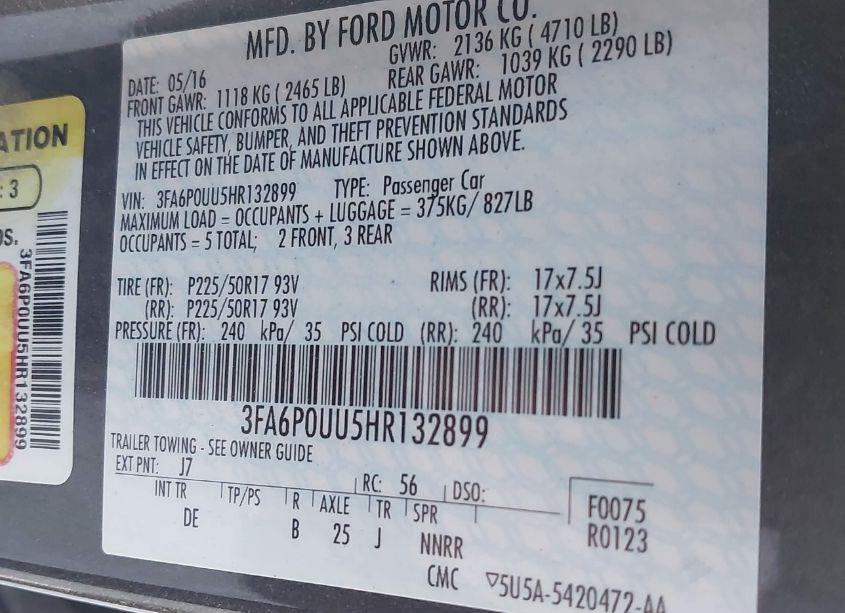 MFD. BY FORD MOTOR CO.
DATE: 05/16 GVWR: 2136 KG ( 4710 LB)
FRONT GAWR: 1118 KG ( 2465 LB) REAR GAWR: 1039 KG ( 2290 LB)
THIS VEHICLE CONFORMS TO ALL APPLICABLE FEDERAL MOTOR
VEHICLE SAFETY, BUMPER, AND THEFT PREVENTION STANDARDS
IN EFFECT ON THE DATE OF MANUFACTURE SHOWN ABOVE.
VIN: 3FA6P0UU5HR132899 TYPE: Passenger Car
MAXIMUM LOAD = OCCUPANTS + LUGGAGE = 375KG/ 827LB
OCCUPANTS = 5 TOTAL; 2 FRONT, 3 REAR
TIRE (FR): P225/50R17 93V RIMS (FR): 17x7.5J
(RR): P225/50R17 93V (RR): 17x7.5J
PRESSURE (FR): 240 kPa/ 35 PSI COLD (RR): 240 kPa/ 35 PSI COLD
3FA6P0UU5HR132899
TRAILER TOWING - SEE OWNER GUIDE
EXT PNT: J7 RC: 56 DSO:
INT TR TP/PS R AXLE TR SPR
DE B 25 J NNRR
F0075
R0123
CMC ▽5U5A-5420472-AA
ATION
: 3
OS.
3FA6P0UU5HR132899